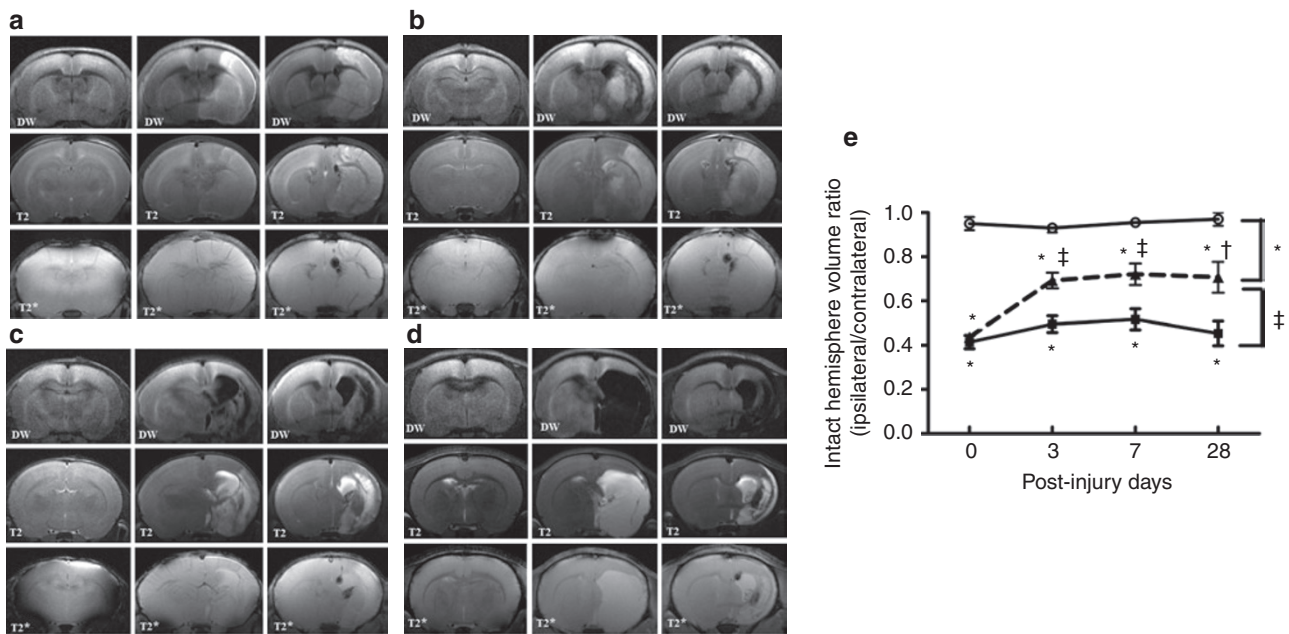 a
DW DW DW
T2 T2 T2
T2* T2* T2*
b
DW DW DW
T2 T2 T2
T2* T2* T2*
c
DW DW DW
T2 T2 T2
T2* T2* T2*
d
DW DW DW
T2 T2 T2
T2* T2* T2*
e
Intact hemisphere volume ratio
(ipsilateral/contralateral)
1.0
0.8
0.6
0.4
0.2
0.0
* ‡ * ‡ * †
*
* * * *
*
‡
0 3 7 28
Post-injury days